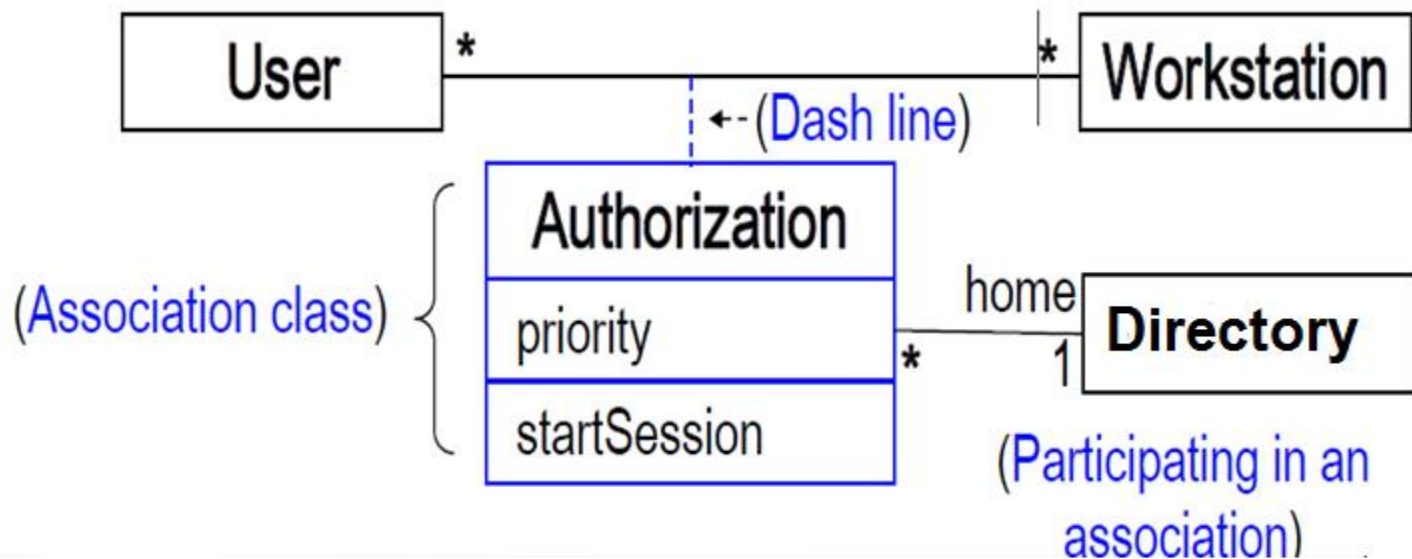 User * * Workstation
(Dash line)
Authorization
(Association class)
priority
home
Directory
* 1
startSession
(Participating in an
association)